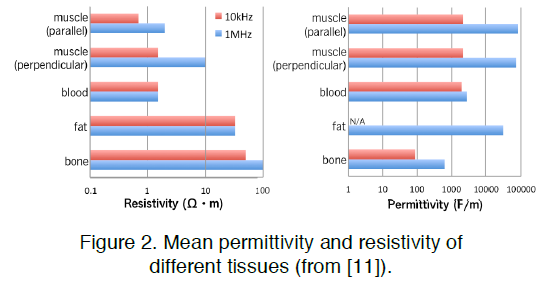 muscle
(parallel)
muscle
(perpendicular)
blood
fat
bone
0.1
1
10
100
Resistivity (Ω · m)
10kHz
1MHz
muscle
(parallel)
muscle
(perpendicular)
blood
fat
N/A
bone
1
10
100
1000
10000
100000
Permittivity (F/m)
Figure 2. Mean permittivity and resistivity of
different tissues (from [11]).